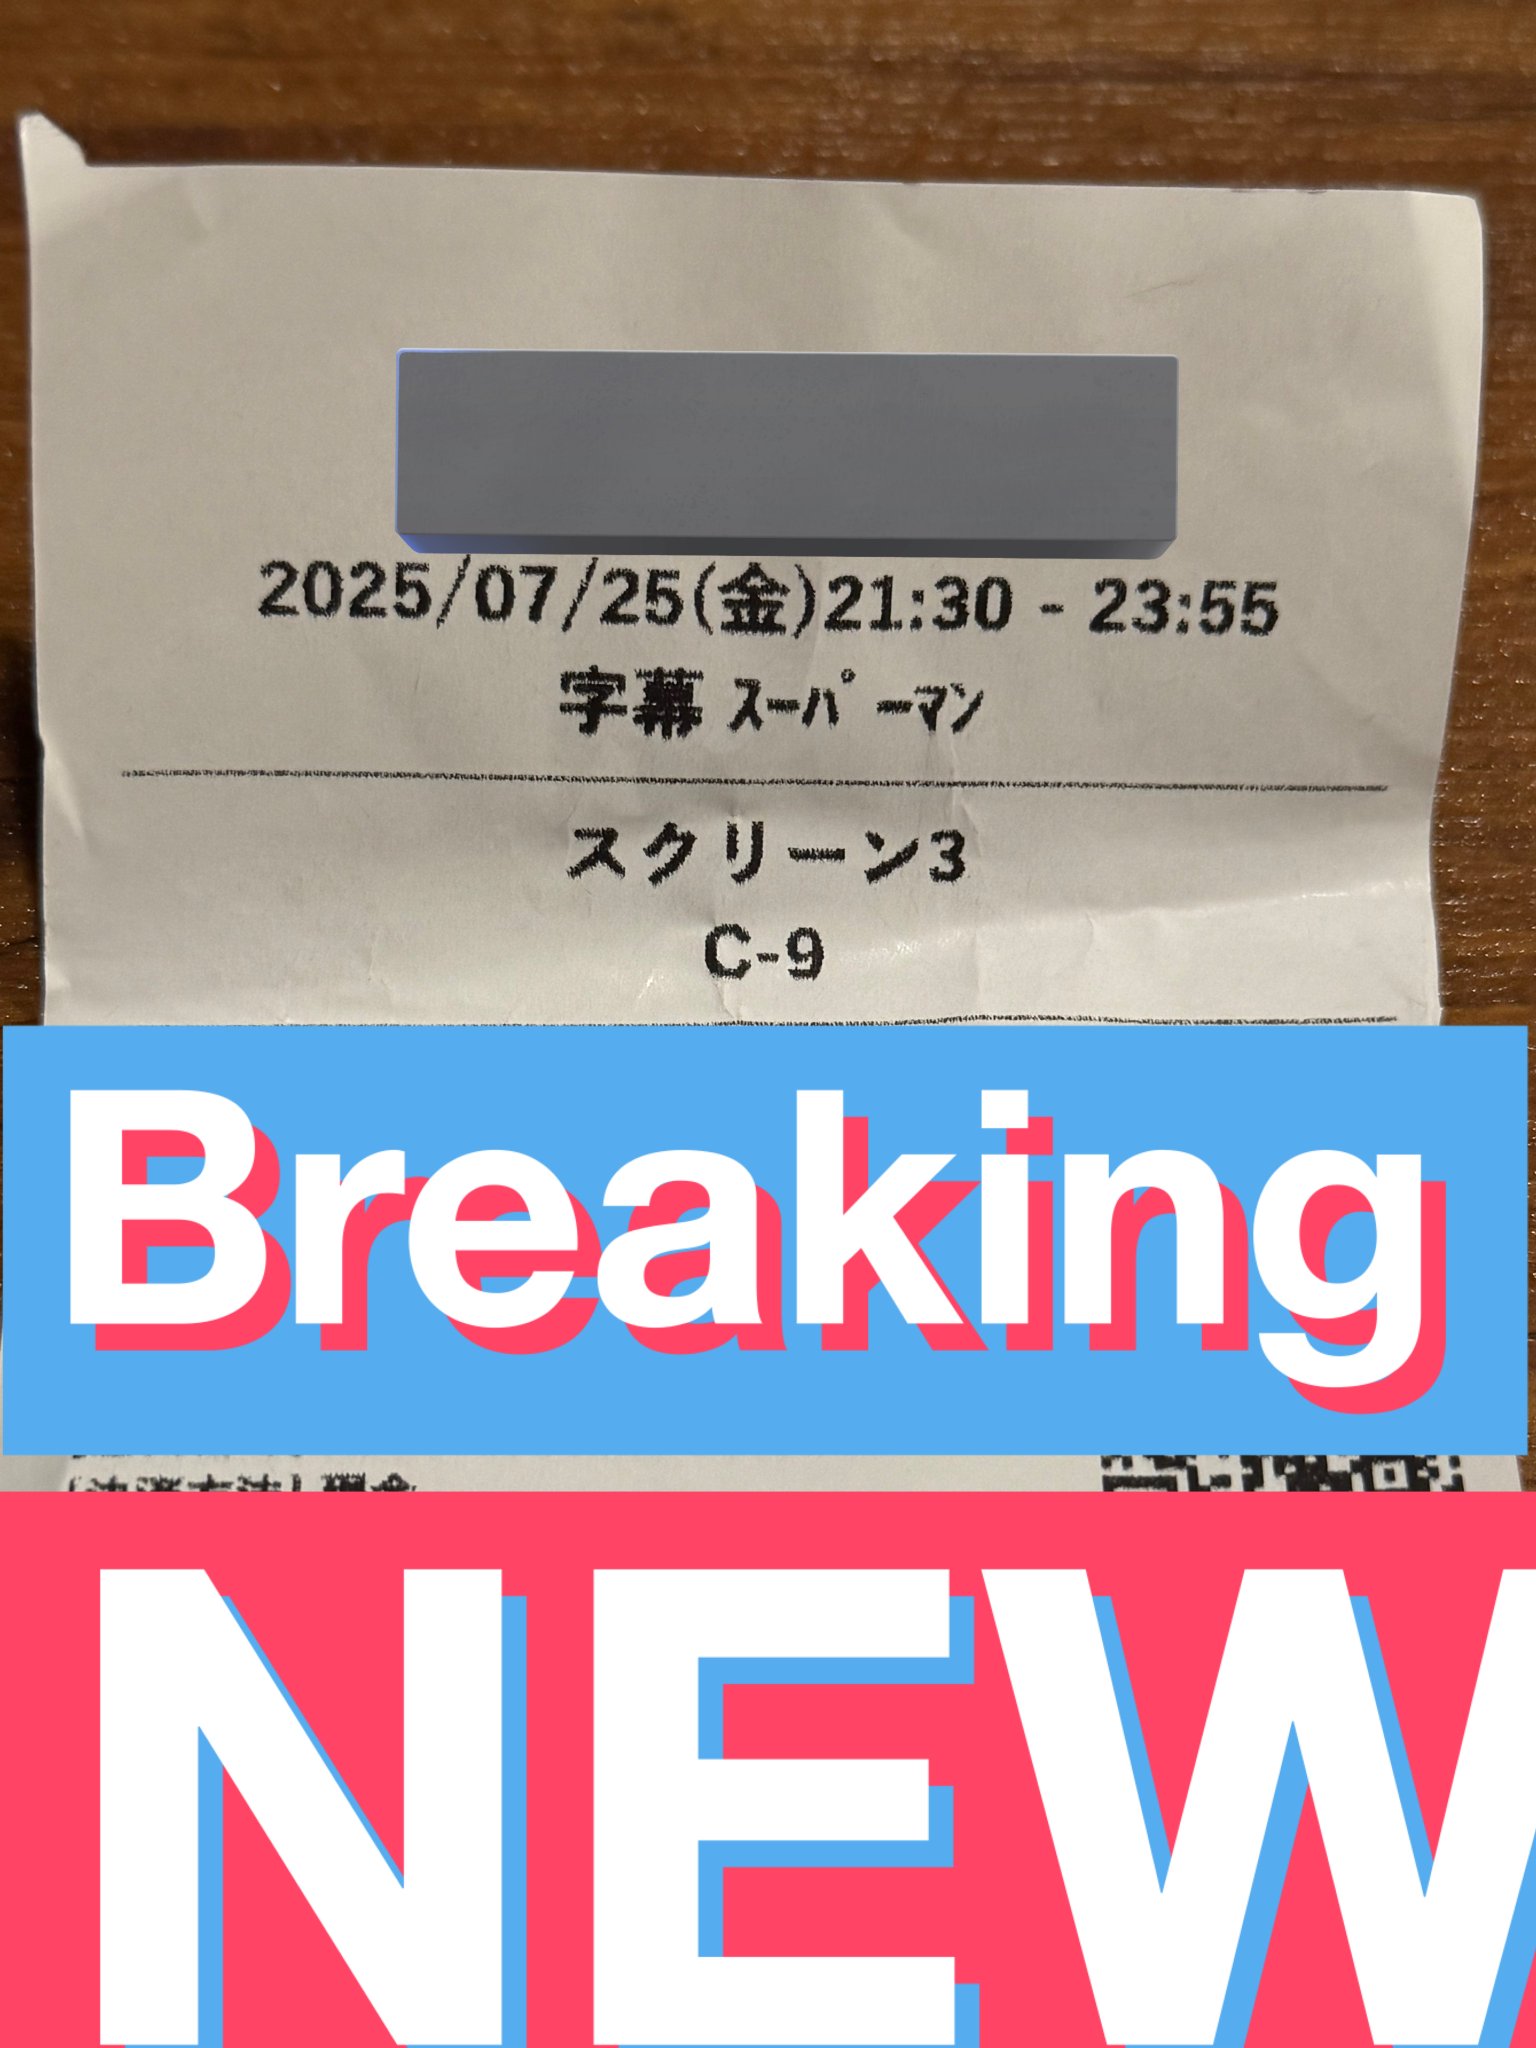 2025/07/25(金)21:30 - 23:55
字幕 ｽｰﾊﾟｰﾏﾝ
スクリーン3
C-9
Breaking
NEW